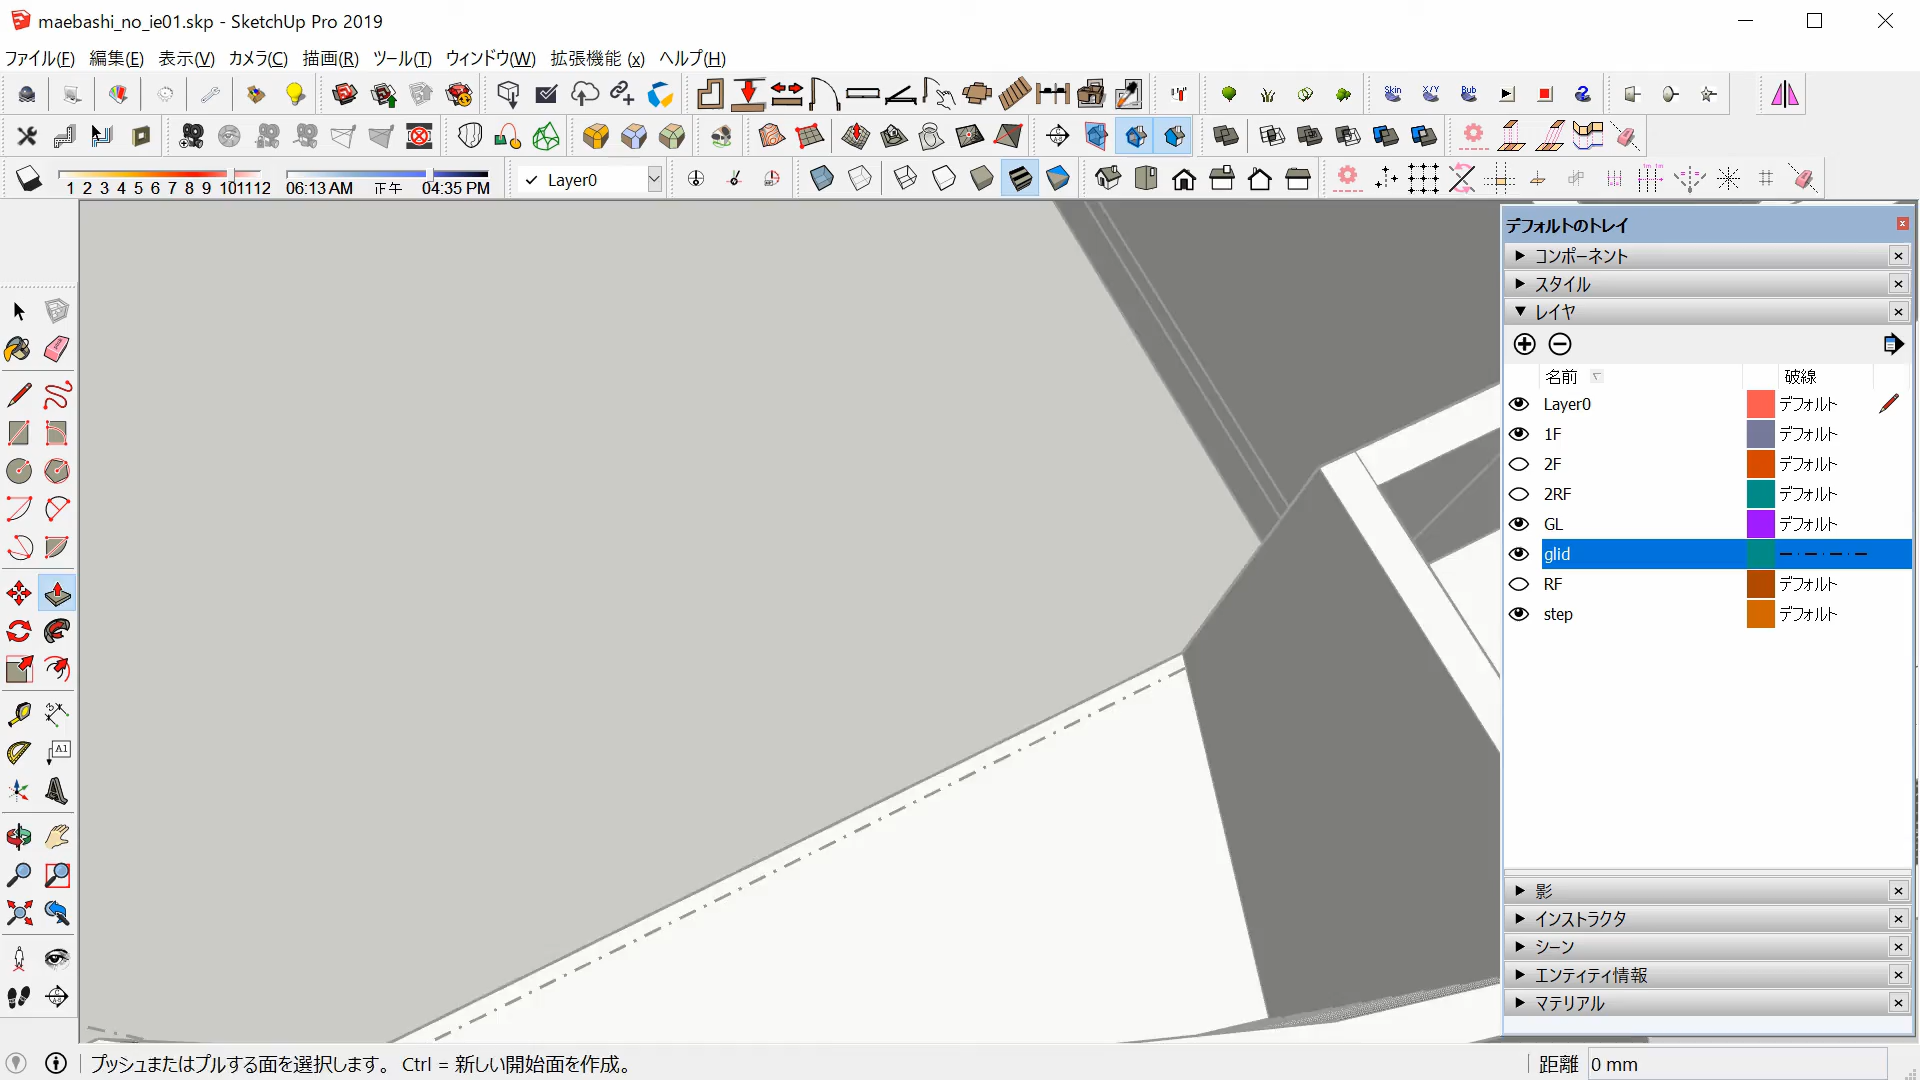 maebashi_no_ie01.skp - SketchUp Pro 2019
ファイル(F) 編集(E) 表示(V) カメラ(C) 描画(R) ツール(T) ウィンドウ(W) 拡張機能 (x) ヘルプ(H)
Skin X/Y Bub
1 2 3 4 5 6 7 8 9 101112 06:13 AM 正午 04:35 PM Layer0
デフォルトのトレイ
コンポーネント
スタイル
レイヤ
名前 破線
Layer0 デフォルト
1F デフォルト
2F デフォルト
2RF デフォルト
GL デフォルト
glid
RF デフォルト
step デフォルト
影
インストラクタ
シーン
エンティティ情報
マテリアル
プッシュまたはプルする面を選択します。 Ctrl = 新しい開始面を作成。 距離 0 mm